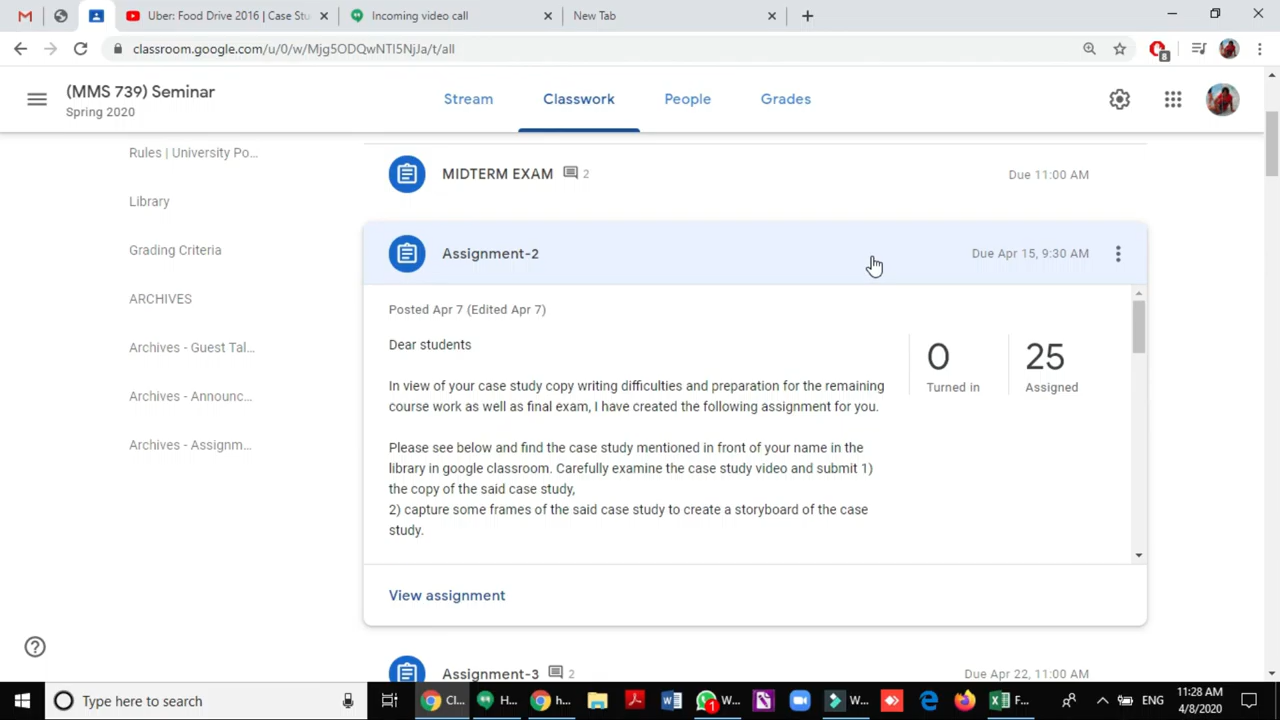 Uber: Food Drive 2016 | Case Stu
Incoming video call
New Tab
classroom.google.com/u/0/w/Mjg5ODQwNTI5NjJa/t/all
8
(MMS 739) Seminar
Spring 2020
Stream
Classwork
People
Grades
Rules | University Po...
Library
Grading Criteria
ARCHIVES
Archives - Guest Tal...
Archives - Announc...
Archives - Assignm...
MIDTERM EXAM 2
Due 11:00 AM
Assignment-2
Due Apr 15, 9:30 AM
Posted Apr 7 (Edited Apr 7)
Dear students
In view of your case study copy writing difficulties and preparation for the remaining
course work as well as final exam, I have created the following assignment for you.
Please see below and find the case study mentioned in front of your name in the
library in google classroom. Carefully examine the case study video and submit 1)
the copy of the said case study,
2) capture some frames of the said case study to create a storyboard of the case
study.
0
Turned in
25
Assigned
View assignment
Assignment-3 2
Due Apr 22, 11:00 AM
Type here to search
Cl...
H...
h...
1
W...
W...
F...
ENG
11:28 AM
4/8/2020